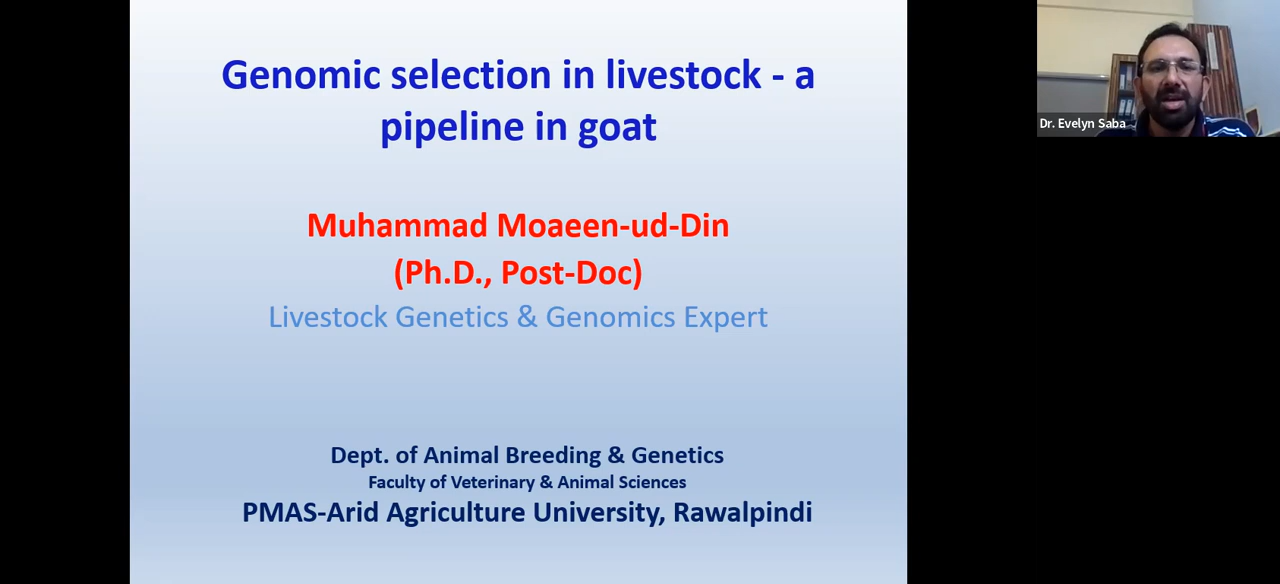 Genomic selection in livestock - a
pipeline in goat
Muhammad Moaeen-ud-Din
(Ph.D., Post-Doc)
Livestock Genetics & Genomics Expert
Dept. of Animal Breeding & Genetics
Faculty of Veterinary & Animal Sciences
PMAS-Arid Agriculture University, Rawalpindi
Dr. Evelyn Saba